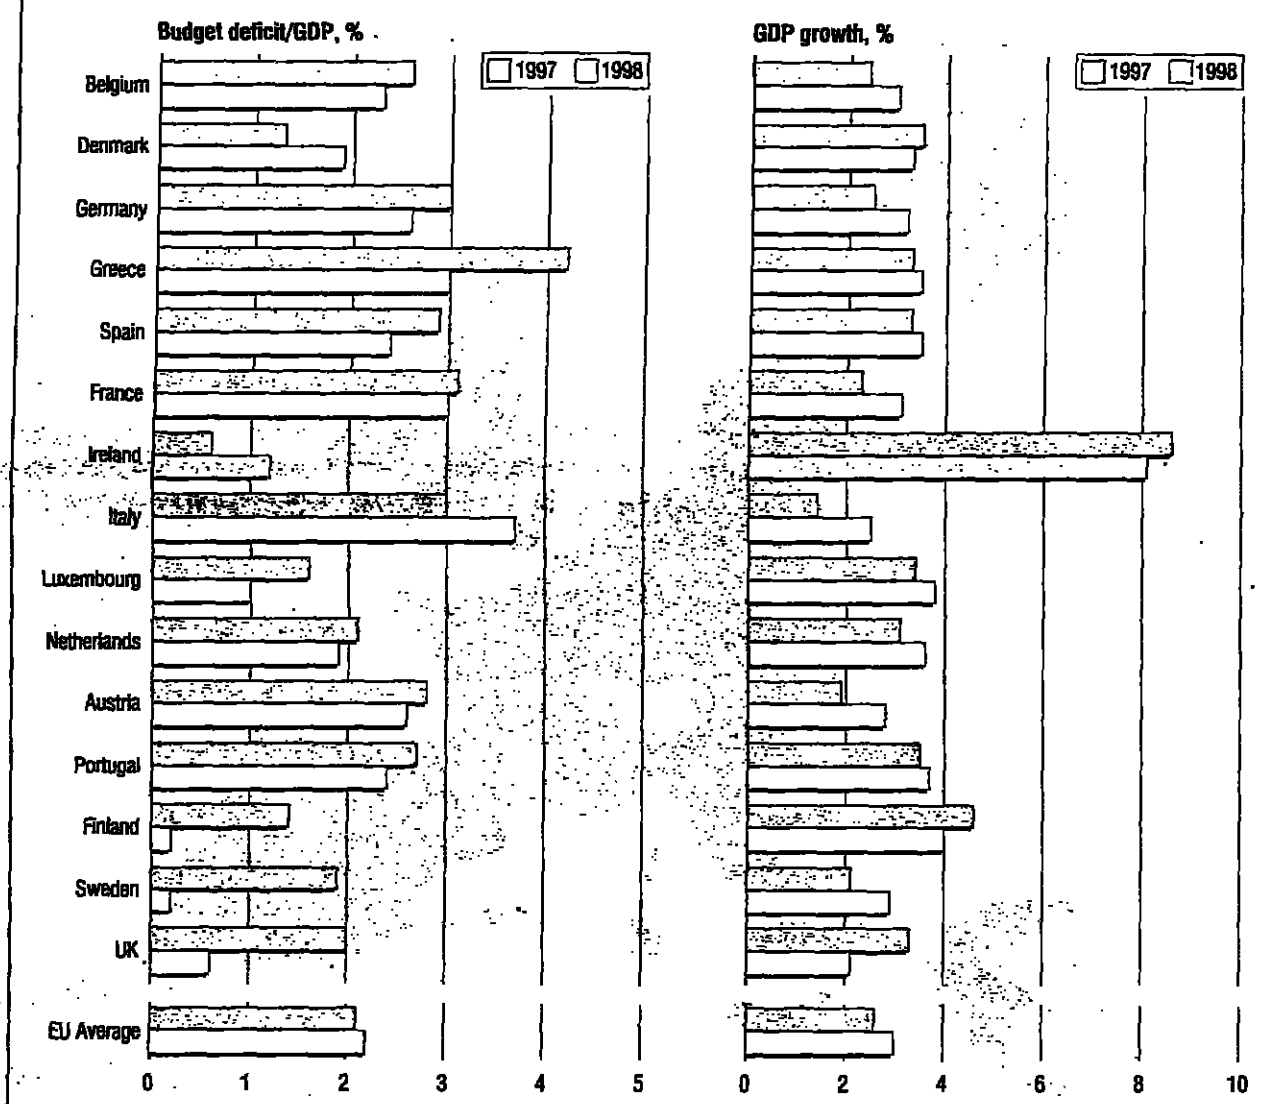 Budget deficit/GDP, %
1997 1998
Belgium
Denmark
Germany
Greece
Spain
France
Ireland
Italy
Luxembourg
Netherlands
Austria
Portugal
Finland
Sweden
UK
EU Average
0 1 2 3 4 5
GDP growth, %
1997 1998
0 2 4 6 8 10